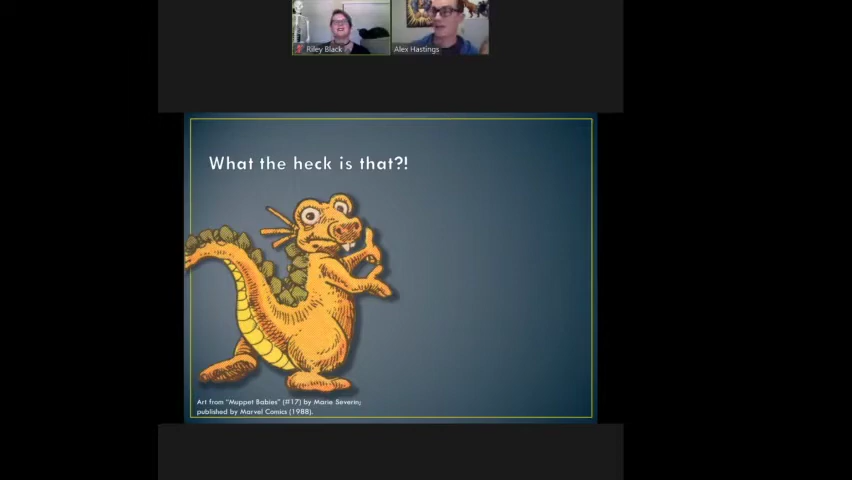 Riley Black
Alex Hastings
What the heck is that?!
Art from "Muppet Babies" (#17) by Marie Severin;
published by Marvel Comics (1988).